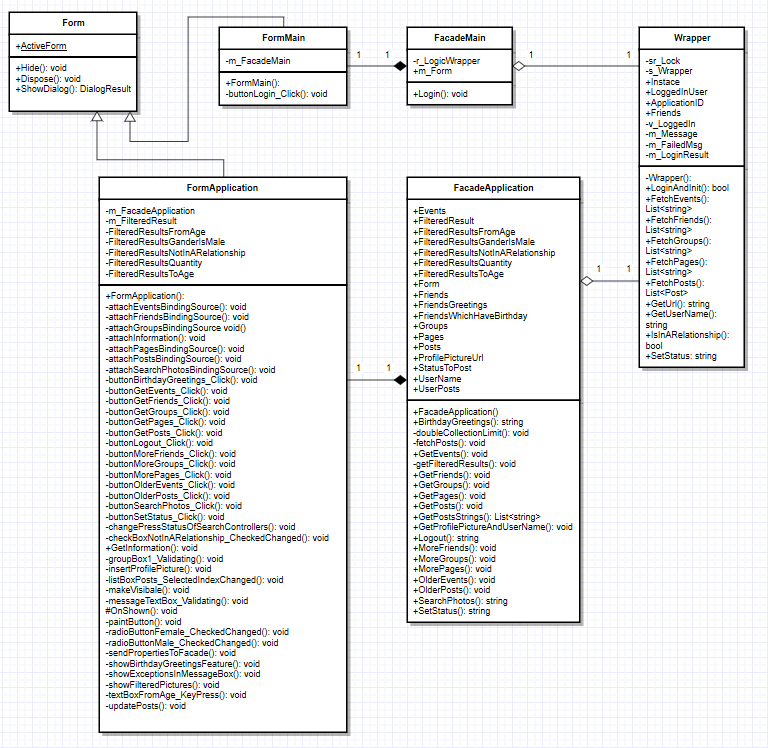 Form
+ActiveForm
+Hide(): void
+Dispose(): void
+ShowDialog(): DialogResult
FormMain
-m_FacadeMain
+FormMain():
-buttonLogin_Click(): void
1
1
FacadeMain
-r_LogicWrapper
+m_Form
+Login(): void
1
1
Wrapper
-sr_Lock
-s_Wrapper
+Instace
+LoggedInUser
+ApplicationID
+Friends
-v_LoggedIn
-m_Message
-m_FailedMsg
-m_LoginResult
-Wrapper():
+LoginAndInit(): bool
+FetchEvents():
List<string>
+FetchFriends():
List<string>
+FetchGroups():
List<string>
+FetchPages():
List<string>
+FetchPosts():
List<Post>
+GetUrl(): string
+GetUserName():
string
+IsInARelationship():
bool
+SetStatus: string
FormApplication
-m_FacadeApplication
-m_FilteredResult
-FilteredResultsFromAge
-FilteredResultsGanderIsMale
-FilteredResultsNotInARelationship
-FilteredResultsQuantity
-FilteredResultsToAge
+FormApplication():
-attachEventsBindingSource(): void
-attachFriendsBindingSource(): void
-attachGroupsBindingSource void()
-attachInformation(): void
-attachPagesBindingSource(): void
-attachPostsBindingSource(): void
-attachSearchPhotosBindingSource(): void
-buttonBirthdayGreetings_Click(): void
-buttonGetEvents_Click(): void
-buttonGetFriends_Click(): void
-buttonGetGroups_Click(): void
-buttonGetPages_Click(): void
-buttonGetPosts_Click(): void
-buttonLogout_Click(): void
-buttonMoreFriends_Click(): void
-buttonMoreGroups_Click(): void
-buttonMorePages_Click(): void
-buttonOlderEvents_Click(): void
-buttonOlderPosts_Click(): void
-buttonSearchPhotos_Click(): void
-buttonSetStatus_Click(): void
-changePressStatusOfSearchControllers(): void
-checkBoxNotInARelationship_CheckedChanged(): void
+GetInformation(): void
-groupBox1_Validating(): void
-insertProfilePicture(): void
-listBoxPosts_SelectedIndexChanged(): void
-makeVisibale(): void
-messageTextBox_Validating(): void
#OnShown(): void
-paintButton(): void
-radioButtonFemale_CheckedChanged(): void
-radioButtonMale_CheckedChanged(): void
-sendPropertiesToFacade(): void
-showBirthdayGreetingsFeature(): void
-showExceptionsInMessageBox(): void
-showFilteredPictures(): void
-textBoxFromAge_KeyPress(): void
-updatePosts(): void
1
1
FacadeApplication
+Events
+FilteredResult
+FilteredResultsFromAge
+FilteredResultsGanderIsMale
+FilteredResultsNotInARelationship
+FilteredResultsQuantity
+FilteredResultsToAge
+Form
+Friends
+FriendsGreetings
+FriendsWhichHaveBirthday
+Groups
+Pages
+Posts
+ProfilePictureUrl
+StatusToPost
+UserName
+UserPosts
+FacadeApplication()
+BirthdayGreetings(): string
-doubleCollectionLimit(): void
-fetchPosts(): void
+GetEvents(): void
-getFilteredResults(): void
+GetFriends(): void
+GetGroups(): void
+GetPages(): void
+GetPosts(): void
+GetPostsStrings(): List<string>
+GetProfilePictureAndUserName(): void
+Logout(): string
+MoreFriends(): void
+MoreGroups(): void
+MorePages(): void
+OlderEvents(): void
+OlderPosts(): void
+SearchPhotos(): string
+SetStatus(): string
1
1